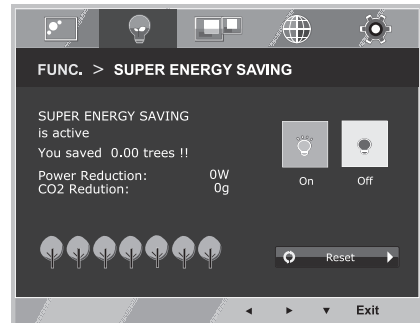 FUNC. > SUPER ENERGY SAVING
SUPER ENERGY SAVING
is active
You saved 0.00 trees !!
Power Reduction: 0W
CO2 Redution: 0g
On Off
Reset
Exit